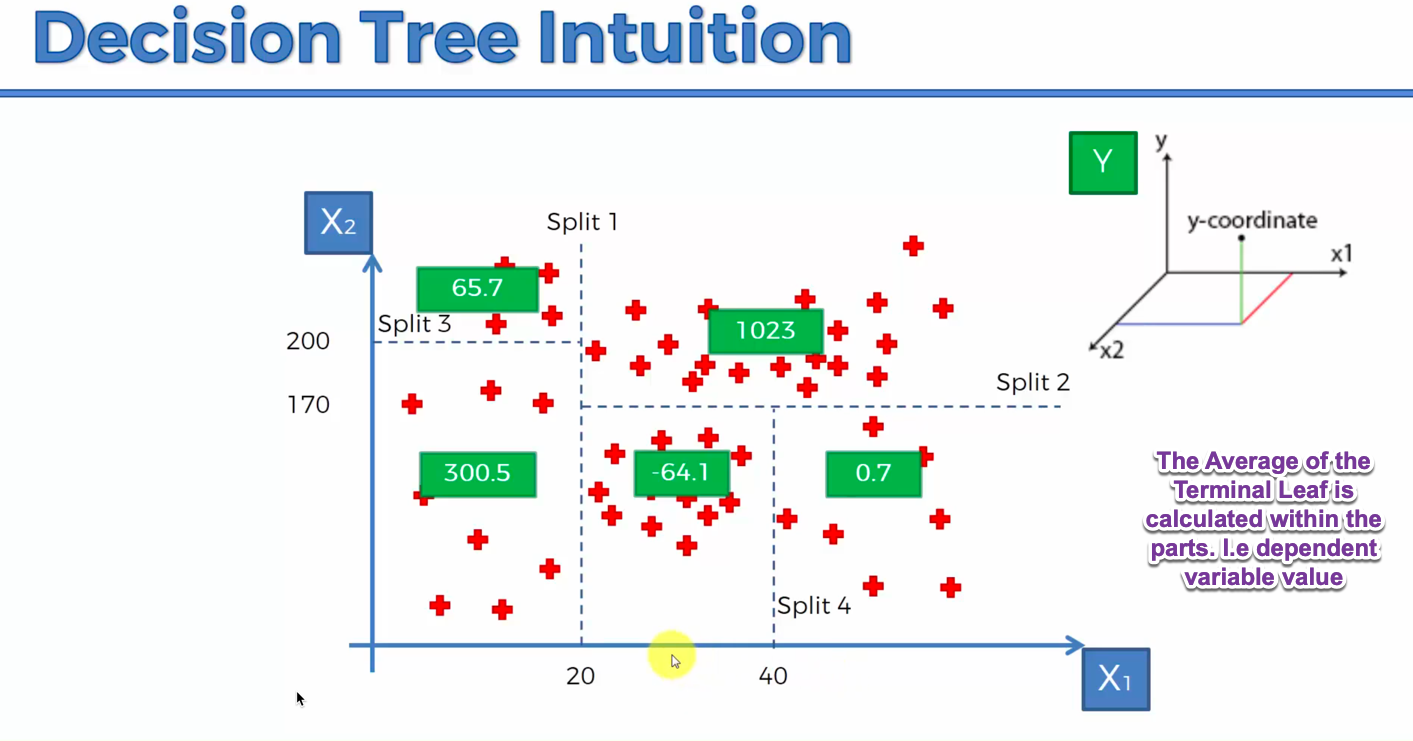 Decision Tree Intuition
Y
y
y-coordinate
x1
x2
X2
Split 1
65.7
Split 3
1023
200
Split 2
170
300.5
-64.1
0.7
The Average of the
Terminal Leaf is
calculated within the
parts. I.e dependent
variable value
Split 4
20
40
X1